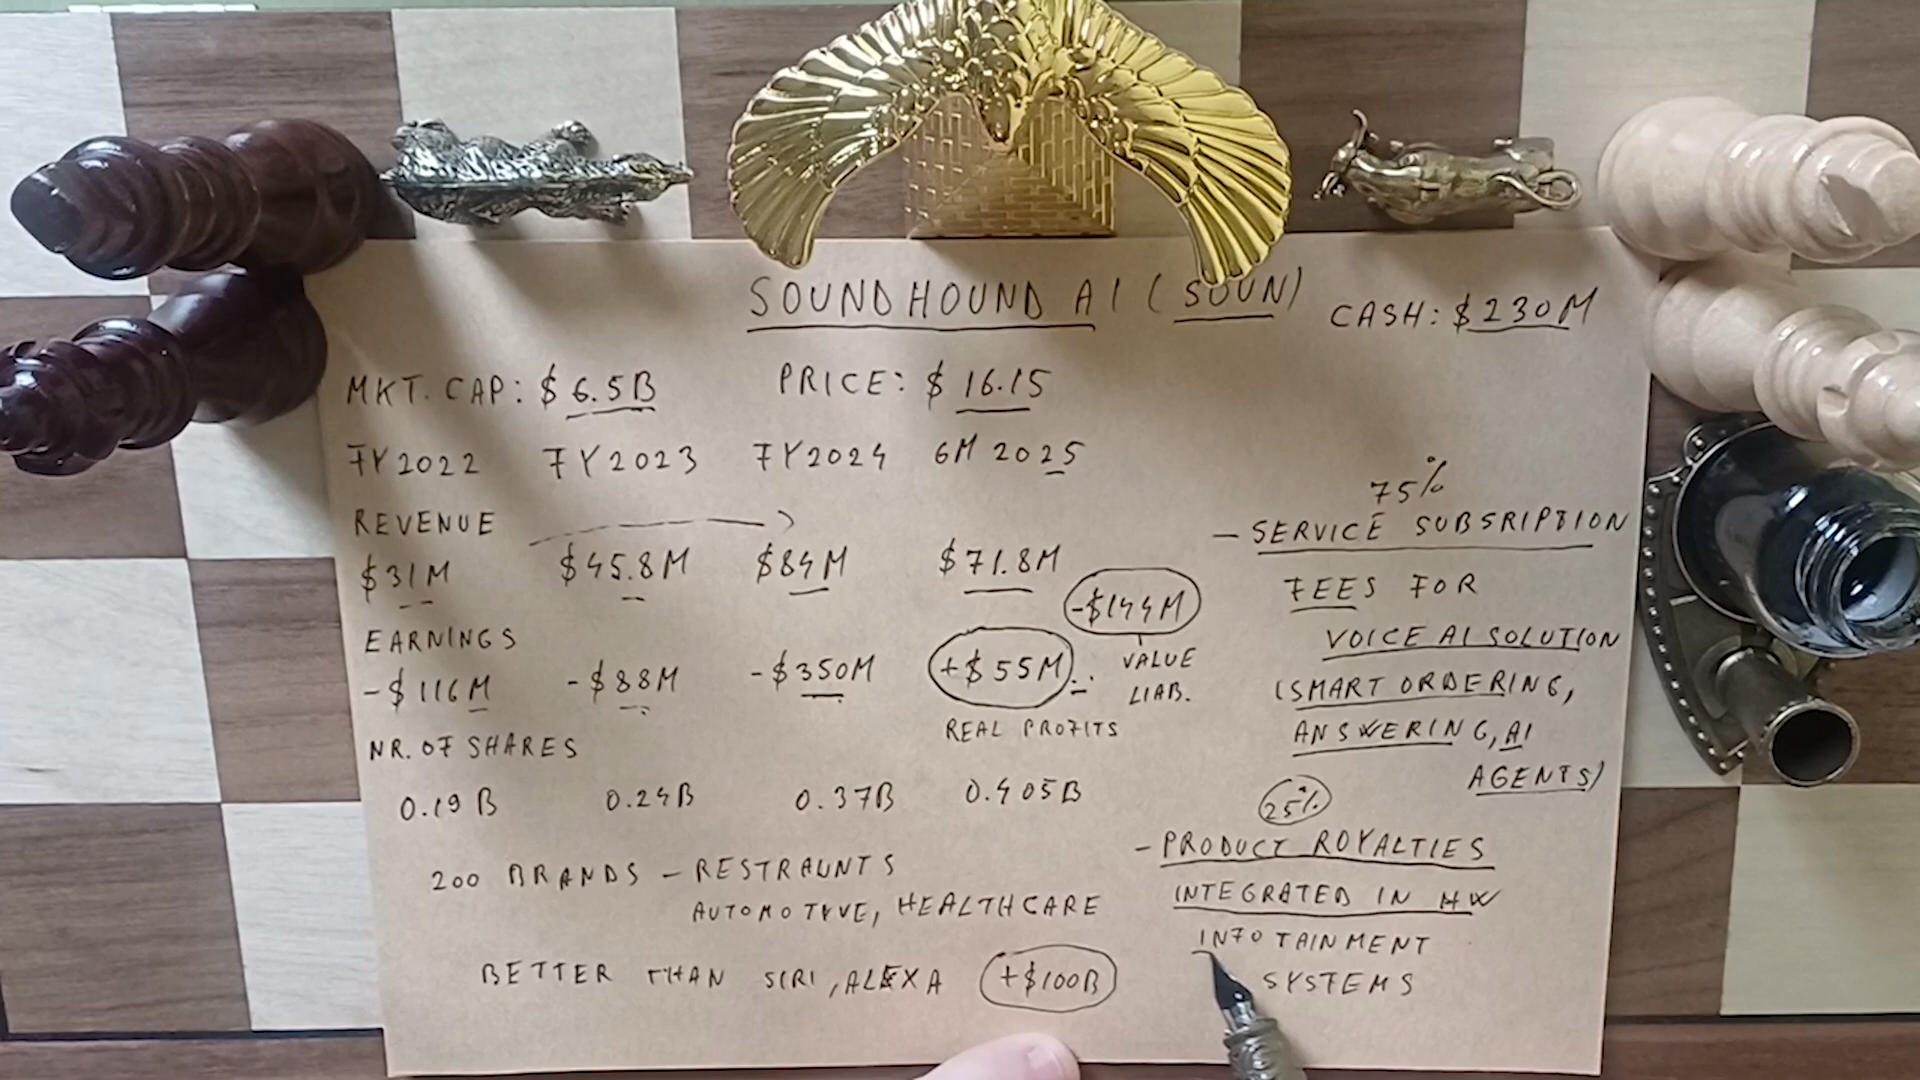 SOUNDHOUND AI (SOUN)
CASH: $230M
MKT. CAP: $6.5B PRICE: $16.15
FY2022 FY2023 FY2024 6M 2025
REVENUE
$31M $45.8M $84M $71.8M
EARNINGS
-$116M -$88M -$350M +$55M
-$144M
VALUE
LIAB.
REAL PROFITS
NR. OF SHARES
0.19B 0.24B 0.37B 0.405B
200 BRANDS - RESTRAUNTS
AUTOMOTIVE, HEALTHCARE
BETTER THAN SIRI, ALEXA +$100B
75%
- SERVICE SUBSRIPTION
FEES FOR
VOICE AI SOLUTION
(SMART ORDERING,
ANSWERING, AI
AGENTS)
25%
- PRODUCT ROYALTIES
INTEGRATED IN HW
INFOTAINMENT
SYSTEMS